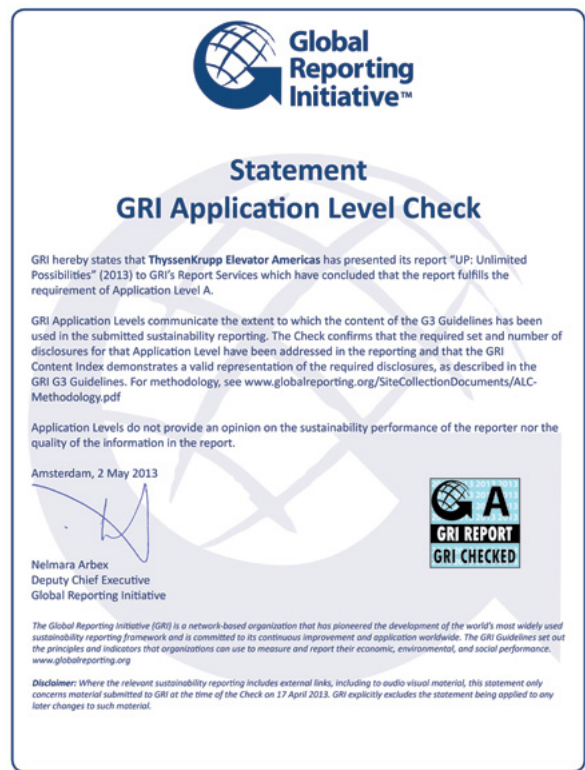 Global
Reporting
Initiative™
Statement
GRI Application Level Check
GRI hereby states that ThyssenKrupp Elevator Americas has presented its report "UP: Unlimited
Possibilities" (2013) to GRI's Report Services which have concluded that the report fulfills the
requirement of Application Level A.
GRI Application Levels communicate the extent to which the content of the G3 Guidelines has been
used in the submitted sustainability reporting. The Check confirms that the required set and number of
disclosures for that Application Level have been addressed in the reporting and that the GRI
Content Index demonstrates a valid representation of the required disclosures, as described in the
GRI G3 Guidelines. For methodology, see www.globalreporting.org/SiteCollectionDocuments/ALC-
Methodology.pdf
Application Levels do not provide an opinion on the sustainability performance of the reporter nor the
quality of the information in the report.
Amsterdam, 2 May 2013
Nelmara Arbex
Deputy Chief Executive
Global Reporting Initiative
A
GRI REPORT
GRI CHECKED
The Global Reporting Initiative (GRI) is a network-based organization that has pioneered the development of the world's most widely used
sustainability reporting framework and is committed to its continuous improvement and application worldwide. The GRI Guidelines set out
the principles and indicators that organizations can use to measure and report their economic, environmental, and social performance.
www.globalreporting.org
Disclaimer: Where the relevant sustainability reporting includes external links, including to audio visual material, this statement only
concerns material submitted to GRI at the time of the Check on 17 April 2013. GRI explicitly excludes the statement being applied to any
later changes to such material.